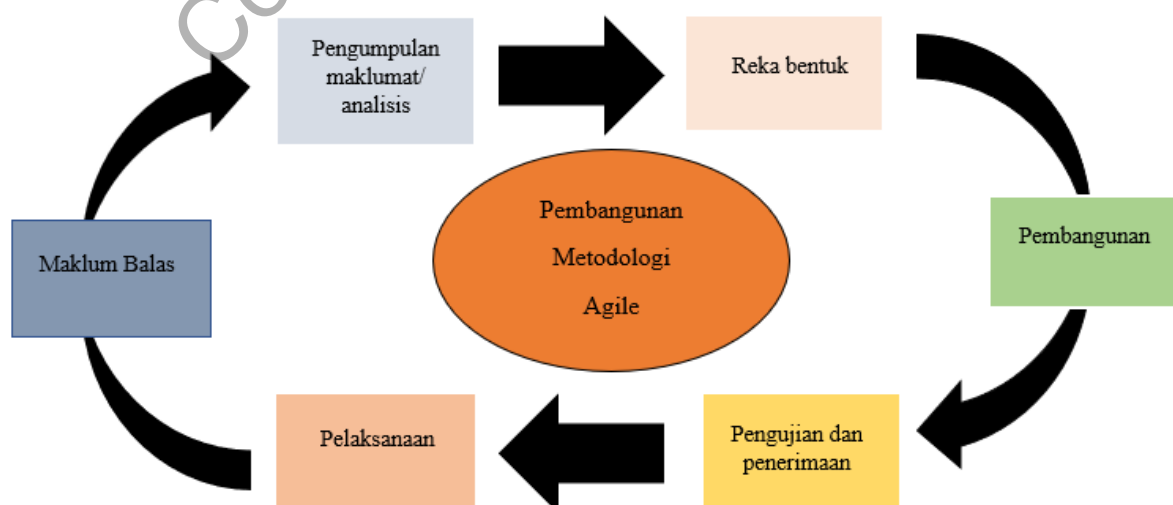 Pengumpulan
maklumat/
analisis
Reka bentuk
Pembangunan
Metodologi
Agile
Pembangunan
Maklum Balas
Pelaksanaan
Pengujian dan
penerimaan